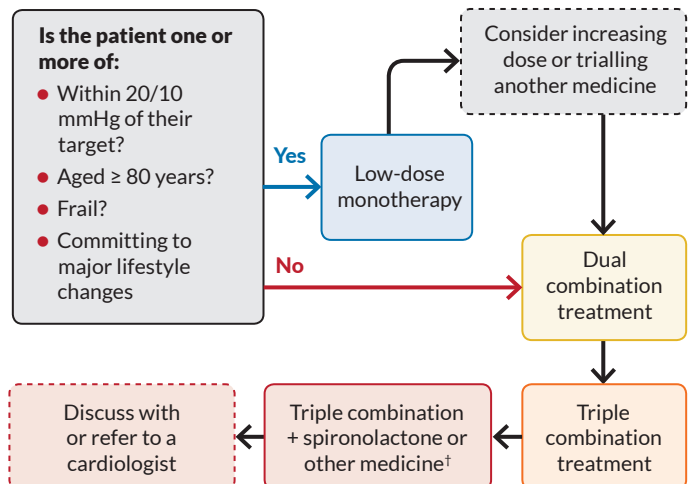 Is the patient one or
more of:
● Within 20/10
mmHg of their
target?
● Aged ≥ 80 years?
● Frail?
● Committing to
major lifestyle
changes
Yes
No
Low-dose
monotherapy
Consider increasing
dose or trialling
another medicine
Dual
combination
treatment
Triple
combination
treatment
Triple combination
+ spironolactone or
other medicine†
Discuss with
or refer to a
cardiologist